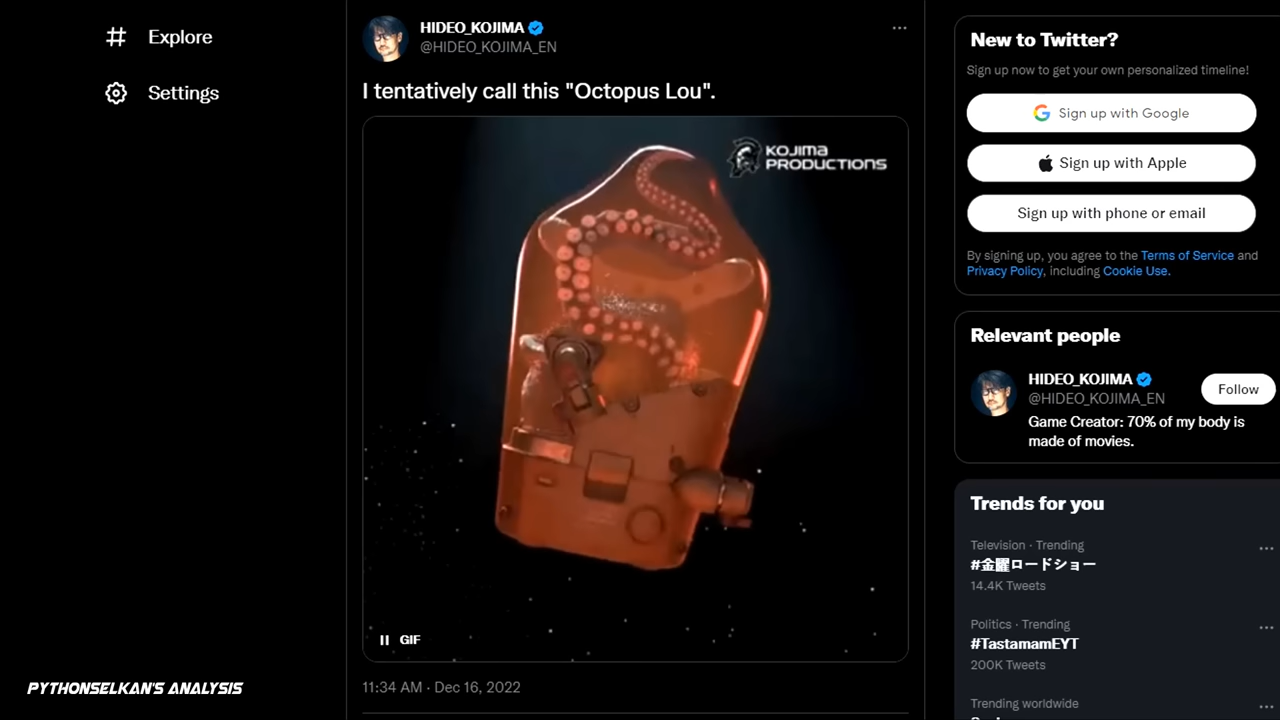 Explore
Settings
HIDEO_KOJIMA
@HIDEO_KOJIMA_EN
I tentatively call this "Octopus Lou".
KOJIMA
PRODUCTIONS
GIF
11:34 AM · Dec 16, 2022
PYTHONSELKAN'S ANALYSIS
New to Twitter?
Sign up now to get your own personalized timeline!
Sign up with Google
Sign up with Apple
Sign up with phone or email
By signing up, you agree to the Terms of Service and
Privacy Policy, including Cookie Use.
Relevant people
HIDEO_KOJIMA
@HIDEO_KOJIMA_EN
Follow
Game Creator: 70% of my body is
made of movies.
Trends for you
Television · Trending
#金曜ロードショー
14.4K Tweets
Politics · Trending
#TastamamEYT
200K Tweets
Trending worldwide